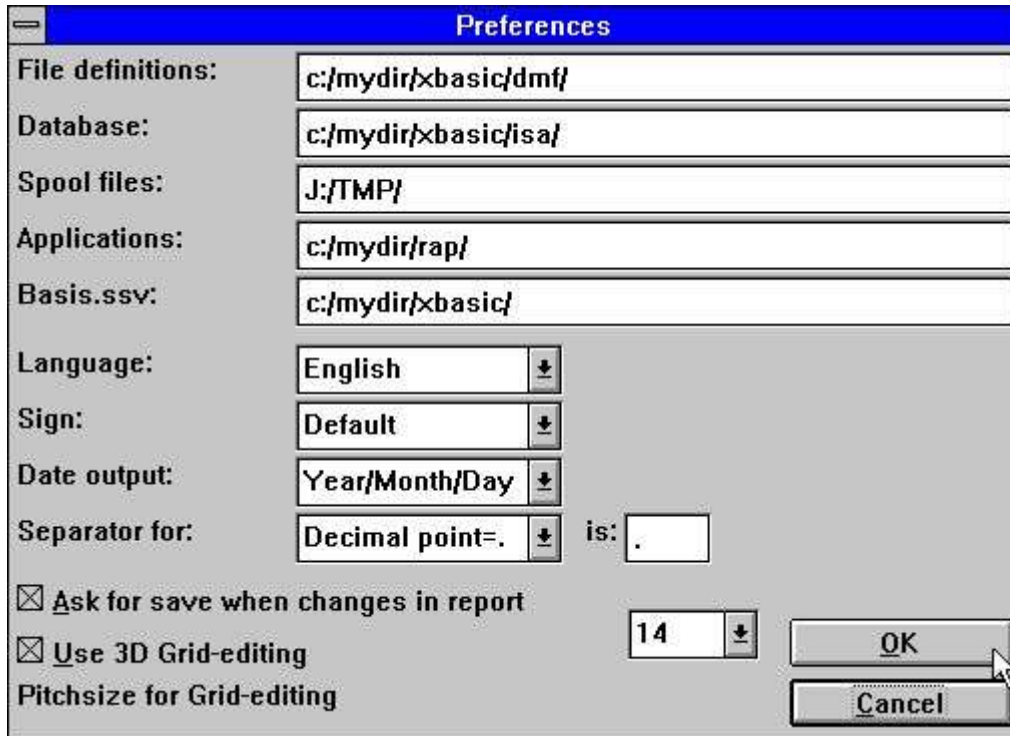 Preferences
File definitions: c:/mydir/xbasic/dmf/
Database: c:/mydir/xbasic/isa/
Spool files: J:/TMP/
Applications: c:/mydir/rap/
Basis.ssv: c:/mydir/xbasic/
Language: English
Sign: Default
Date output: Year/Month/Day
Separator for: Decimal point=. is: .
Ask for save when changes in report
14
Use 3D Grid-editing
OK
Pitchsize for Grid-editing
Cancel